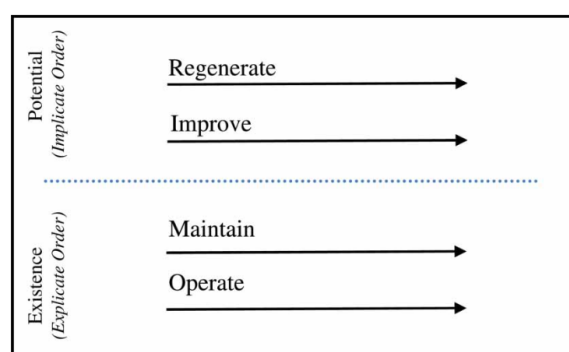 Potential
(Implicate Order)
Regenerate
Improve
Existence
(Explicate Order)
Maintain
Operate